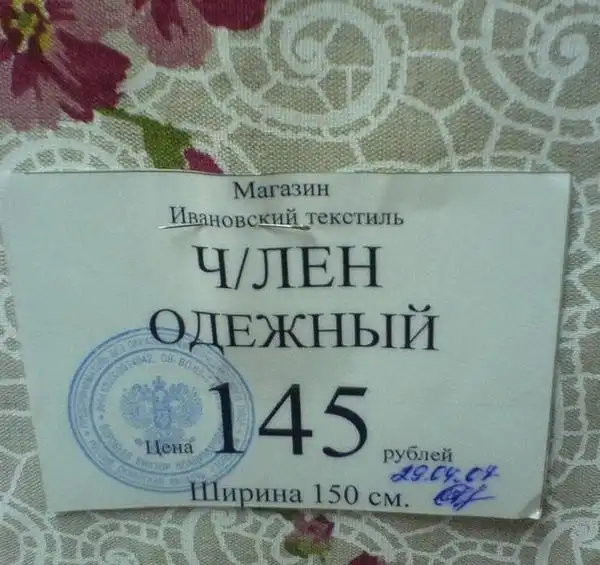 Магазин
Ивановский текстиль
Ч/ЛЕН
ОДЕЖНЫЙ
Цена 145 рублей
29.04.07
Ширина 150 см.